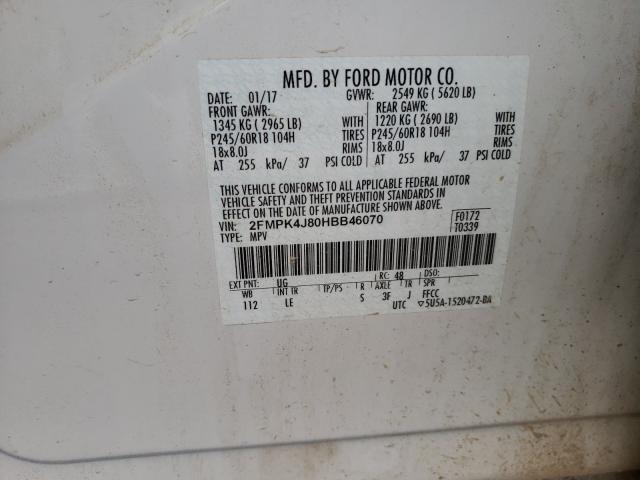 MFD. BY FORD MOTOR CO.
DATE: 01/17 GVWR: 2549 KG ( 5620 LB)
FRONT GAWR: REAR GAWR:
1345 KG ( 2965 LB) WITH 1220 KG ( 2690 LB) WITH
P245/60R18 104H TIRES P245/60R18 104H TIRES
18x8.0J RIMS 18x8.0J RIMS
AT 255 kPa/ 37 PSI COLD AT 255 kPa/ 37 PSI COLD
THIS VEHICLE CONFORMS TO ALL APPLICABLE FEDERAL MOTOR
VEHICLE SAFETY AND THEFT PREVENTION STANDARDS IN
EFFECT ON THE DATE OF MANUFACTURE SHOWN ABOVE.
VIN: 2FMPK4J80HBB46070 F0172
TYPE: MPV T0339
EXT PNT: UG RC: 48 DSO:
WB INT TR TP/PS R AXLE TR SPR
112 LE S 3F J FFCC
UTC ▽5U5A-1520472-BA